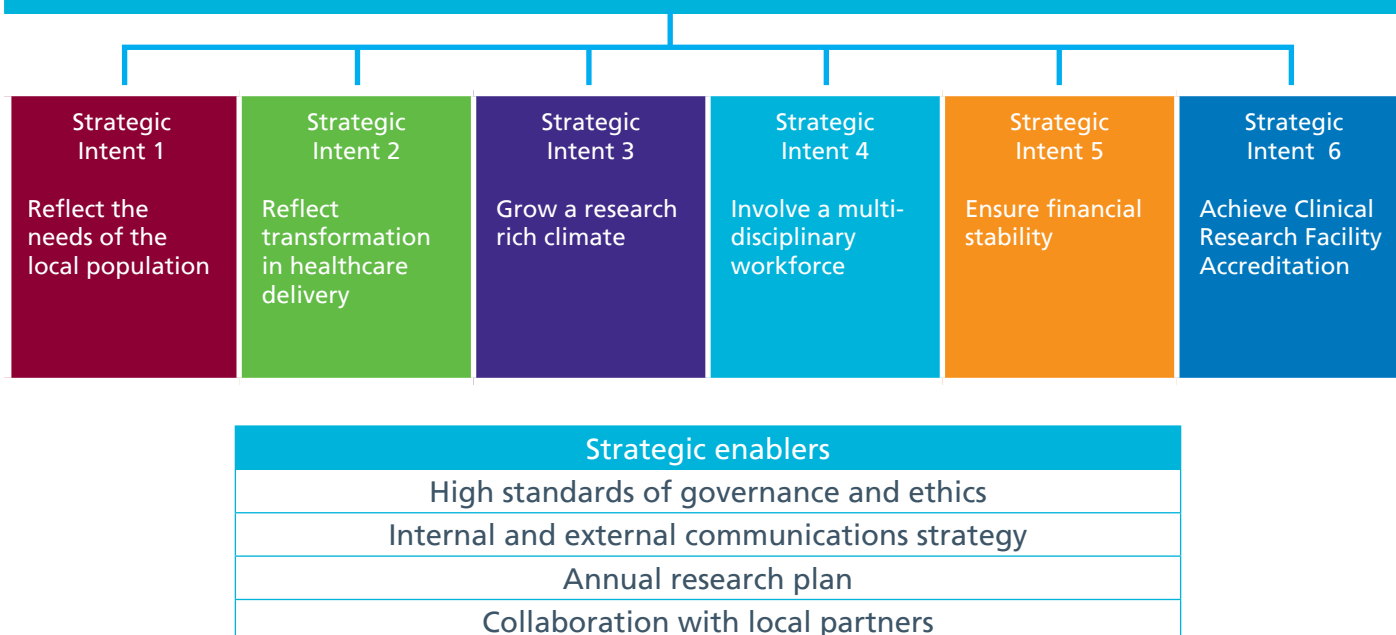 Strategic
Intent 1
Reflect the
needs of the
local population
Strategic
Intent 2
Reflect
transformation
in healthcare
delivery
Strategic
Intent 3
Grow a research
rich climate
Strategic
Intent 4
Involve a multi-
disciplinary
workforce
Strategic
Intent 5
Ensure financial
stability
Strategic
Intent 6
Achieve Clinical
Research Facility
Accreditation
Strategic enablers
High standards of governance and ethics
Internal and external communications strategy
Annual research plan
Collaboration with local partners